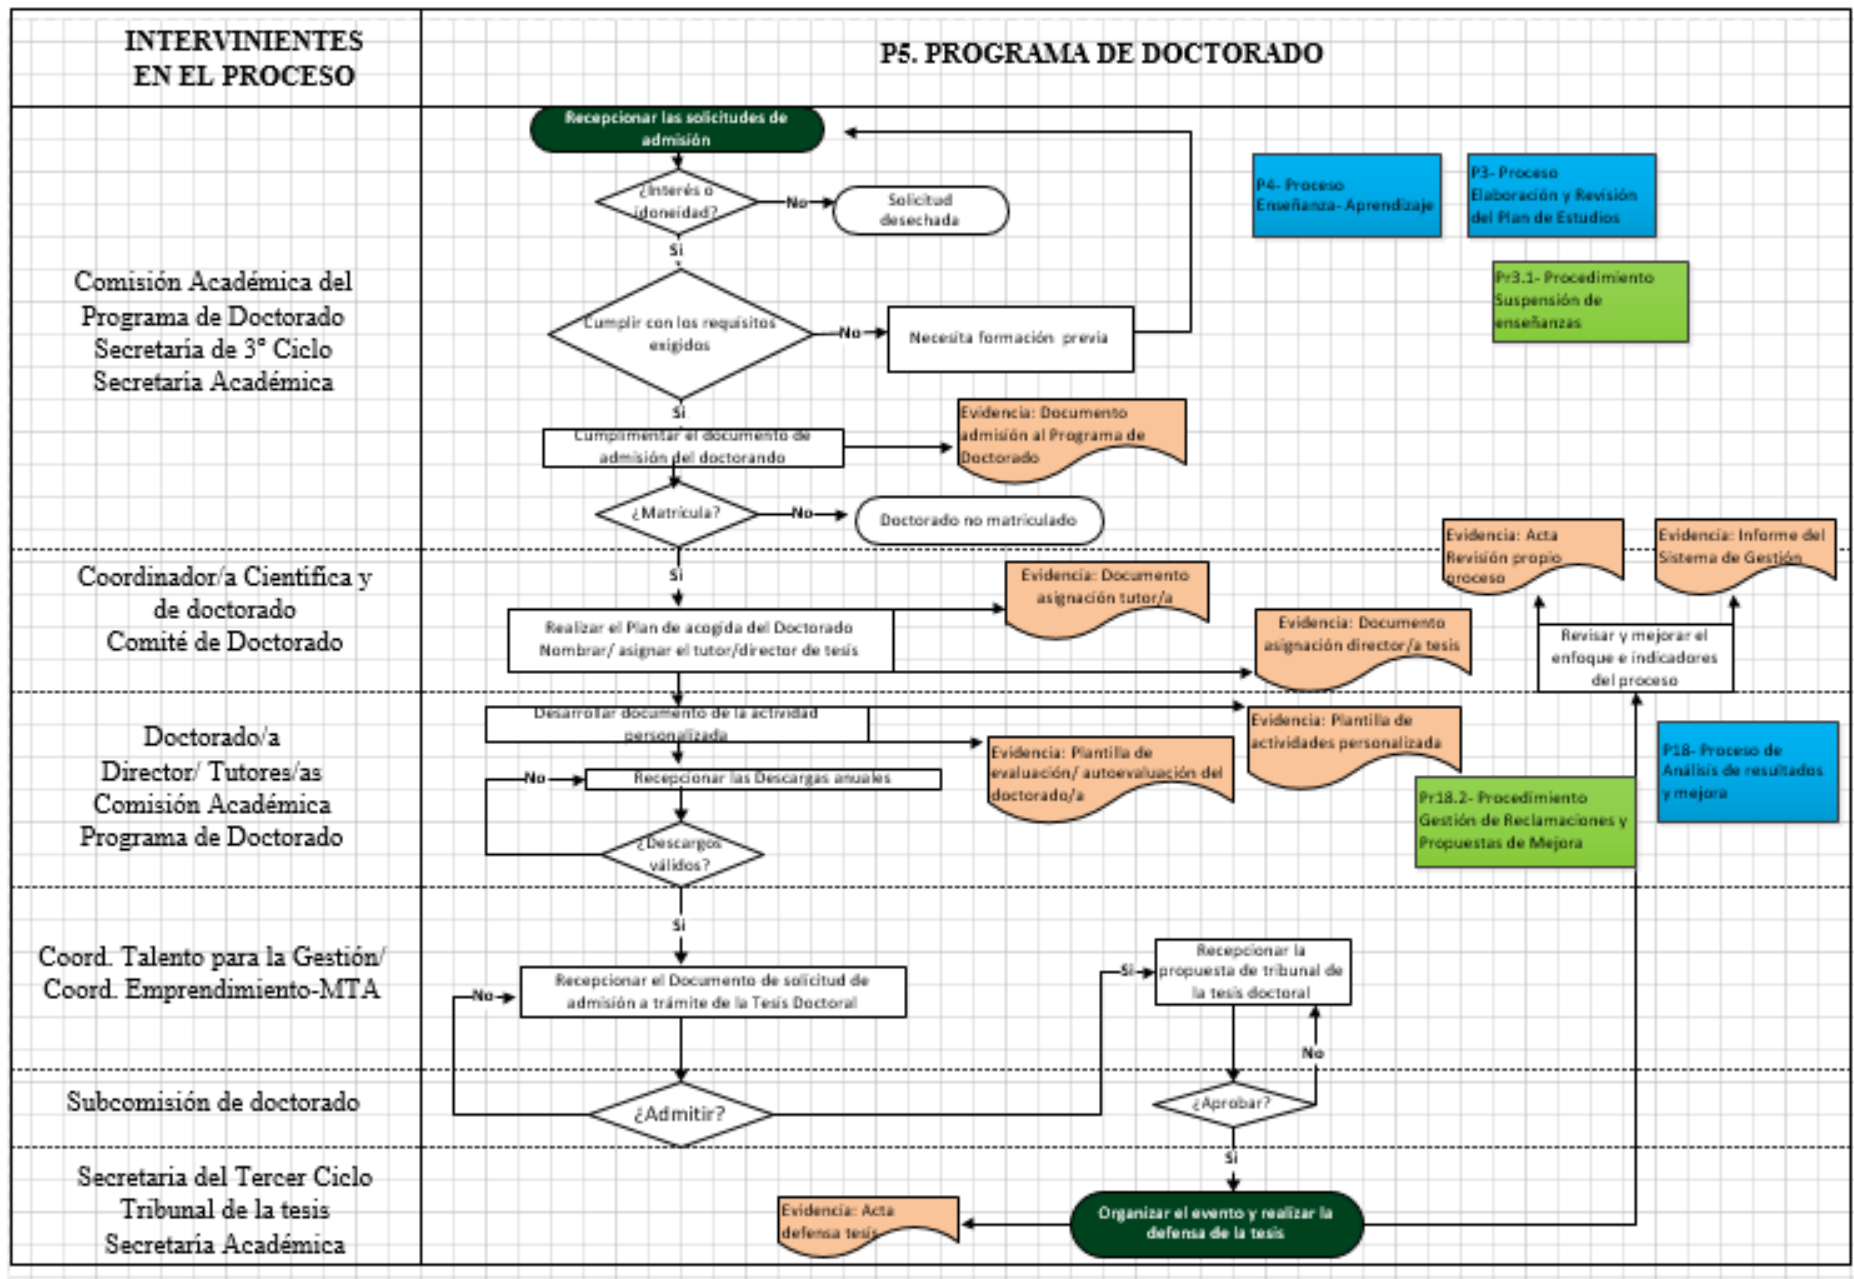 INTERVINIENTES
EN EL PROCESO
P5. PROGRAMA DE DOCTORADO
Comisión Académica del
Programa de Doctorado
Secretaría de 3° Ciclo
Secretaría Académica
Recepcionar las solicitudes de
admisión
¿Interés o
idoneidad?
No
Solicitud
desechada
Si
Cumplir con los requisitos
exigidos
No
Necesita formación previa
Si
Cumplimentar el documento de
admisión del doctorando
Evidencia: Documento
admisión al Programa de
Doctorado
¿Matrícula?
No
Doctorado no matriculado
P4- Proceso
Enseñanza- Aprendizaje
P3- Proceso
Elaboración y Revisión
del Plan de Estudios
Pr3.1- Procedimiento
Suspensión de
enseñanzas
Coordinador/a Científica y
de doctorado
Comité de Doctorado
Si
Realizar el Plan de acogida del Doctorado
Nombrar/ asignar el tutor/director de tesis
Evidencia: Documento
asignación tutor/a
Evidencia: Documento
asignación director/a tesis
Evidencia: Acta
Revisión propio
proceso
Evidencia: Informe del
Sistema de Gestión
Revisar y mejorar el
enfoque e indicadores
del proceso
Doctorado/a
Director/ Tutores/as
Comisión Académica
Programa de Doctorado
Desarrollar documento de la actividad
personalizada
No
Recepcionar las Descargas anuales
¿Descargos
válidos?
Evidencia: Plantilla de
evaluación/ autoevaluación del
doctorado/a
Evidencia: Plantilla de
actividades personalizada
Pr18.2- Procedimiento
Gestión de Reclamaciones y
Propuestas de Mejora
P18- Proceso de
Análisis de resultados
y mejora
Coord. Talento para la Gestión/
Coord. Emprendimiento-MTA
Si
No
Recepcionar el Documento de solicitud de
admisión a trámite de la Tesis Doctoral
Si
Recepcionar la
propuesta de tribunal de
la tesis doctoral
No
Subcomisión de doctorado
¿Admitir?
¿Aprobar?
Si
Secretaria del Tercer Ciclo
Tribunal de la tesis
Secretaría Académica
Evidencia: Acta
defensa tesis
Organizar el evento y realizar la
defensa de la tesis